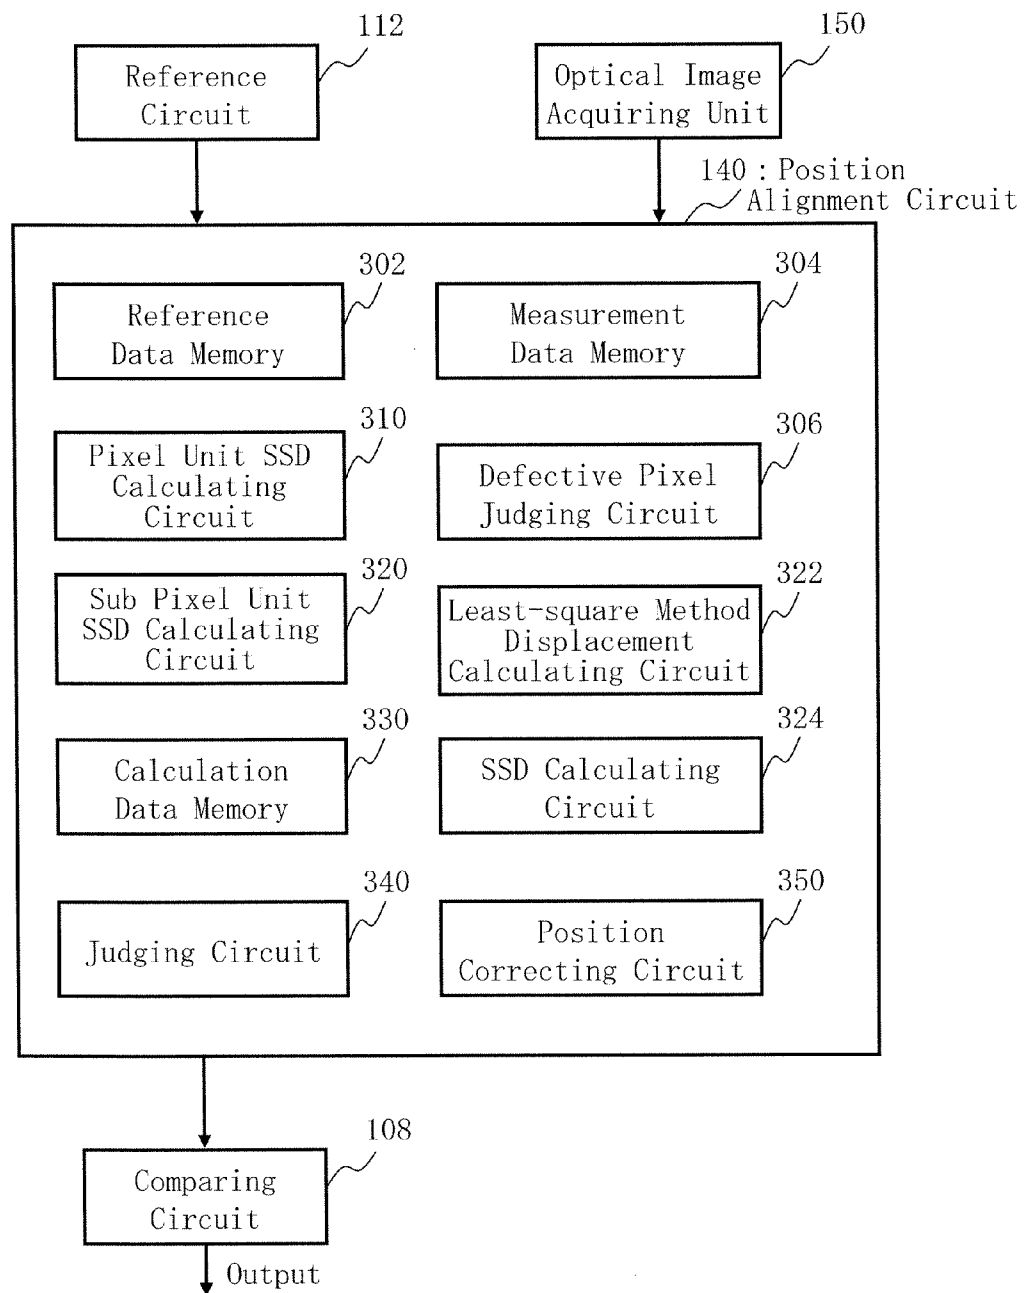 112
Reference
Circuit
150
Optical Image
Acquiring Unit
140 : Position
Alignment Circuit
302
Reference
Data Memory
304
Measurement
Data Memory
310
Pixel Unit SSD
Calculating
Circuit
306
Defective Pixel
Judging Circuit
320
Sub Pixel Unit
SSD Calculating
Circuit
322
Least-square Method
Displacement
Calculating Circuit
330
Calculation
Data Memory
324
SSD Calculating
Circuit
340
Judging Circuit
350
Position
Correcting Circuit
108
Comparing
Circuit
Output